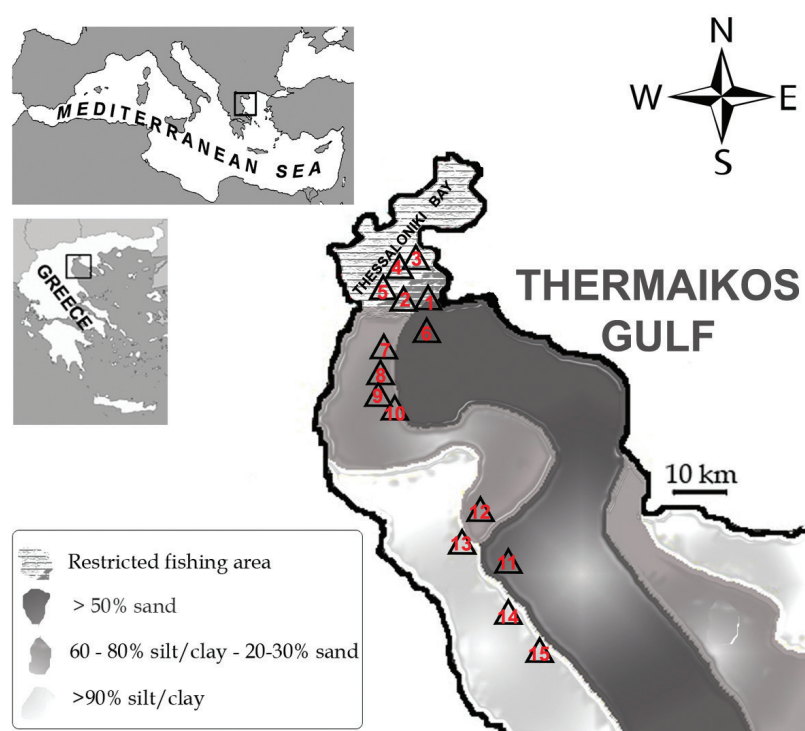 MEDITERRANEAN SEA
GREECE
N
W
E
S
THESSALONIKI BAY
THERMAIKOS
GULF
3
4
5
2
1
6
7
8
9
10
12
13
11
14
15
10 km
Restricted fishing area
> 50% sand
60 - 80% silt/clay - 20-30% sand
>90% silt/clay